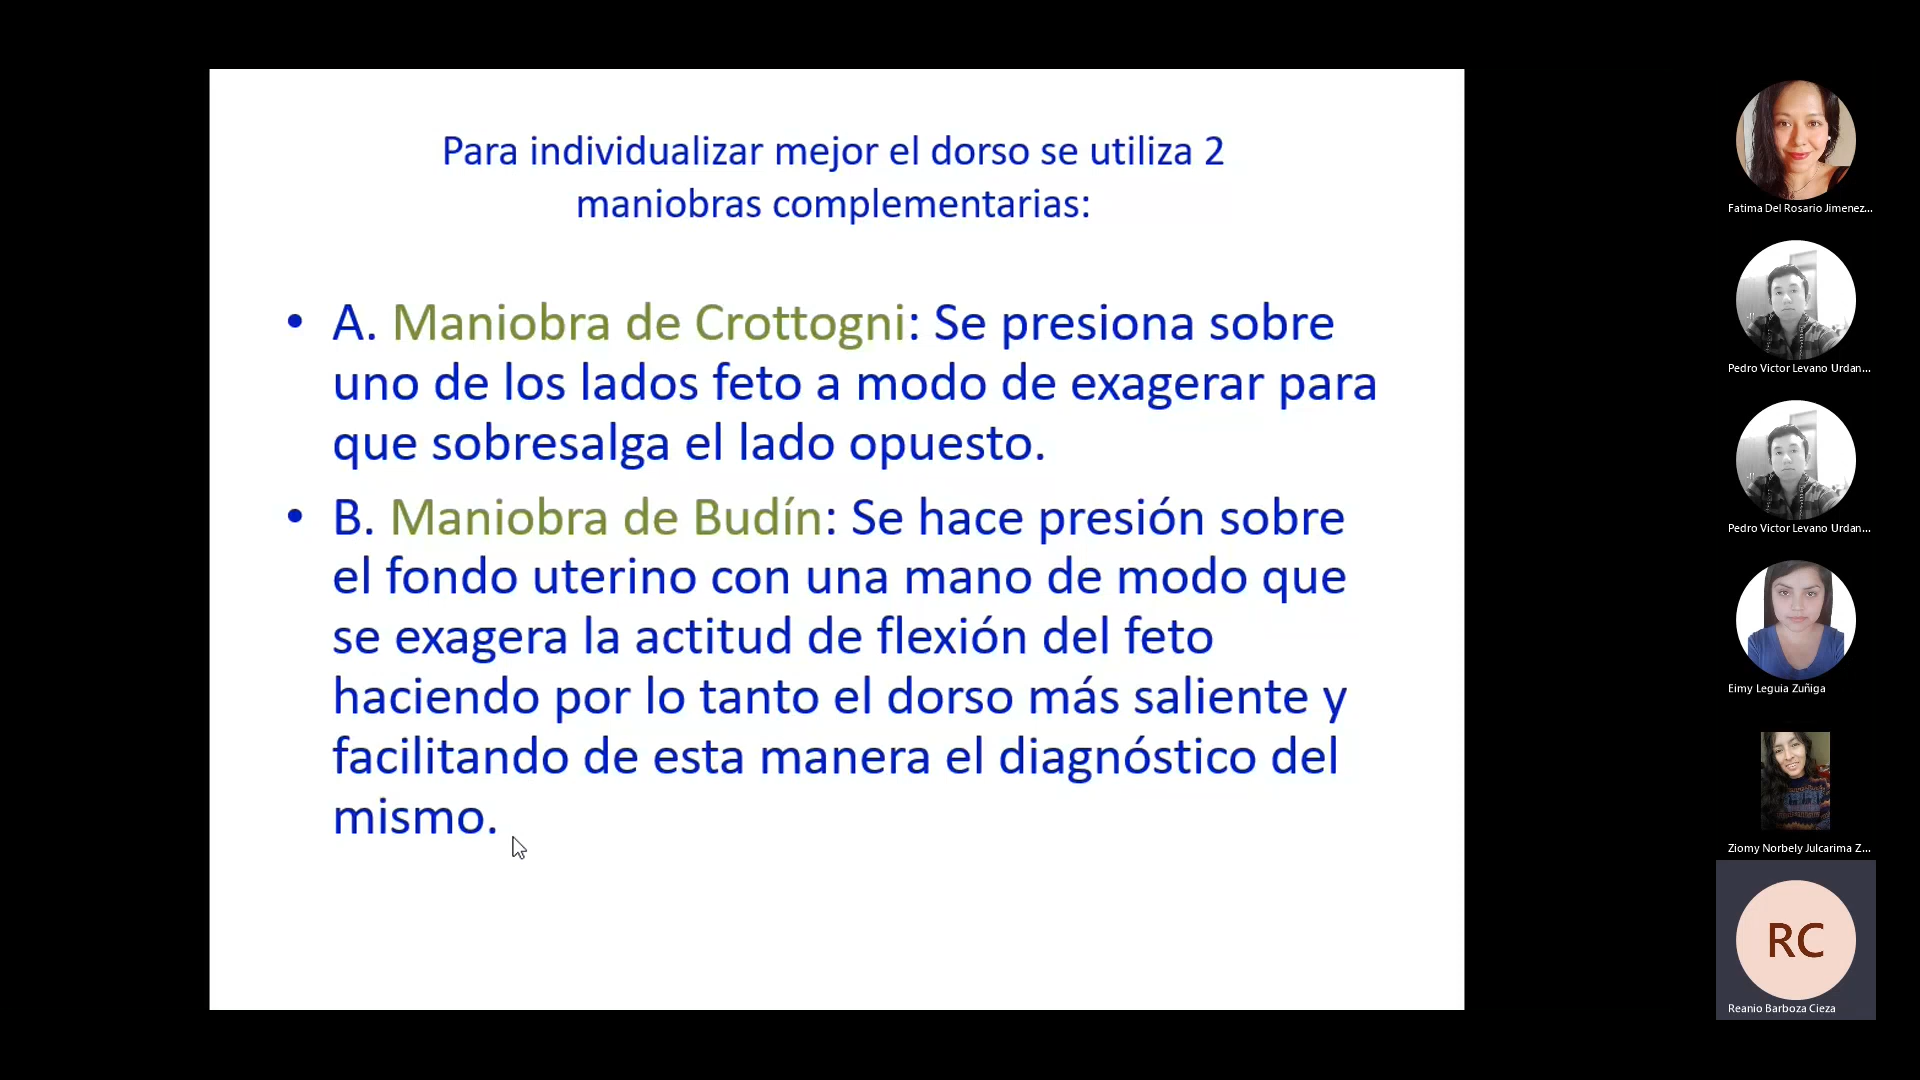 Para individualizar mejor el dorso se utiliza 2
maniobras complementarias:
• A. Maniobra de Crottogni: Se presiona sobre
uno de los lados feto a modo de exagerar para
que sobresalga el lado opuesto.
• B. Maniobra de Budín: Se hace presión sobre
el fondo uterino con una mano de modo que
se exagera la actitud de flexión del feto
haciendo por lo tanto el dorso más saliente y
facilitando de esta manera el diagnóstico del
mismo.
Fatima Del Rosario Jimenez...
Pedro Victor Levano Urdan...
Pedro Victor Levano Urdan...
Eimy Leguia Zuñiga
Ziomy Norbely Julcarima Z...
RC
Reanio Barboza Cieza